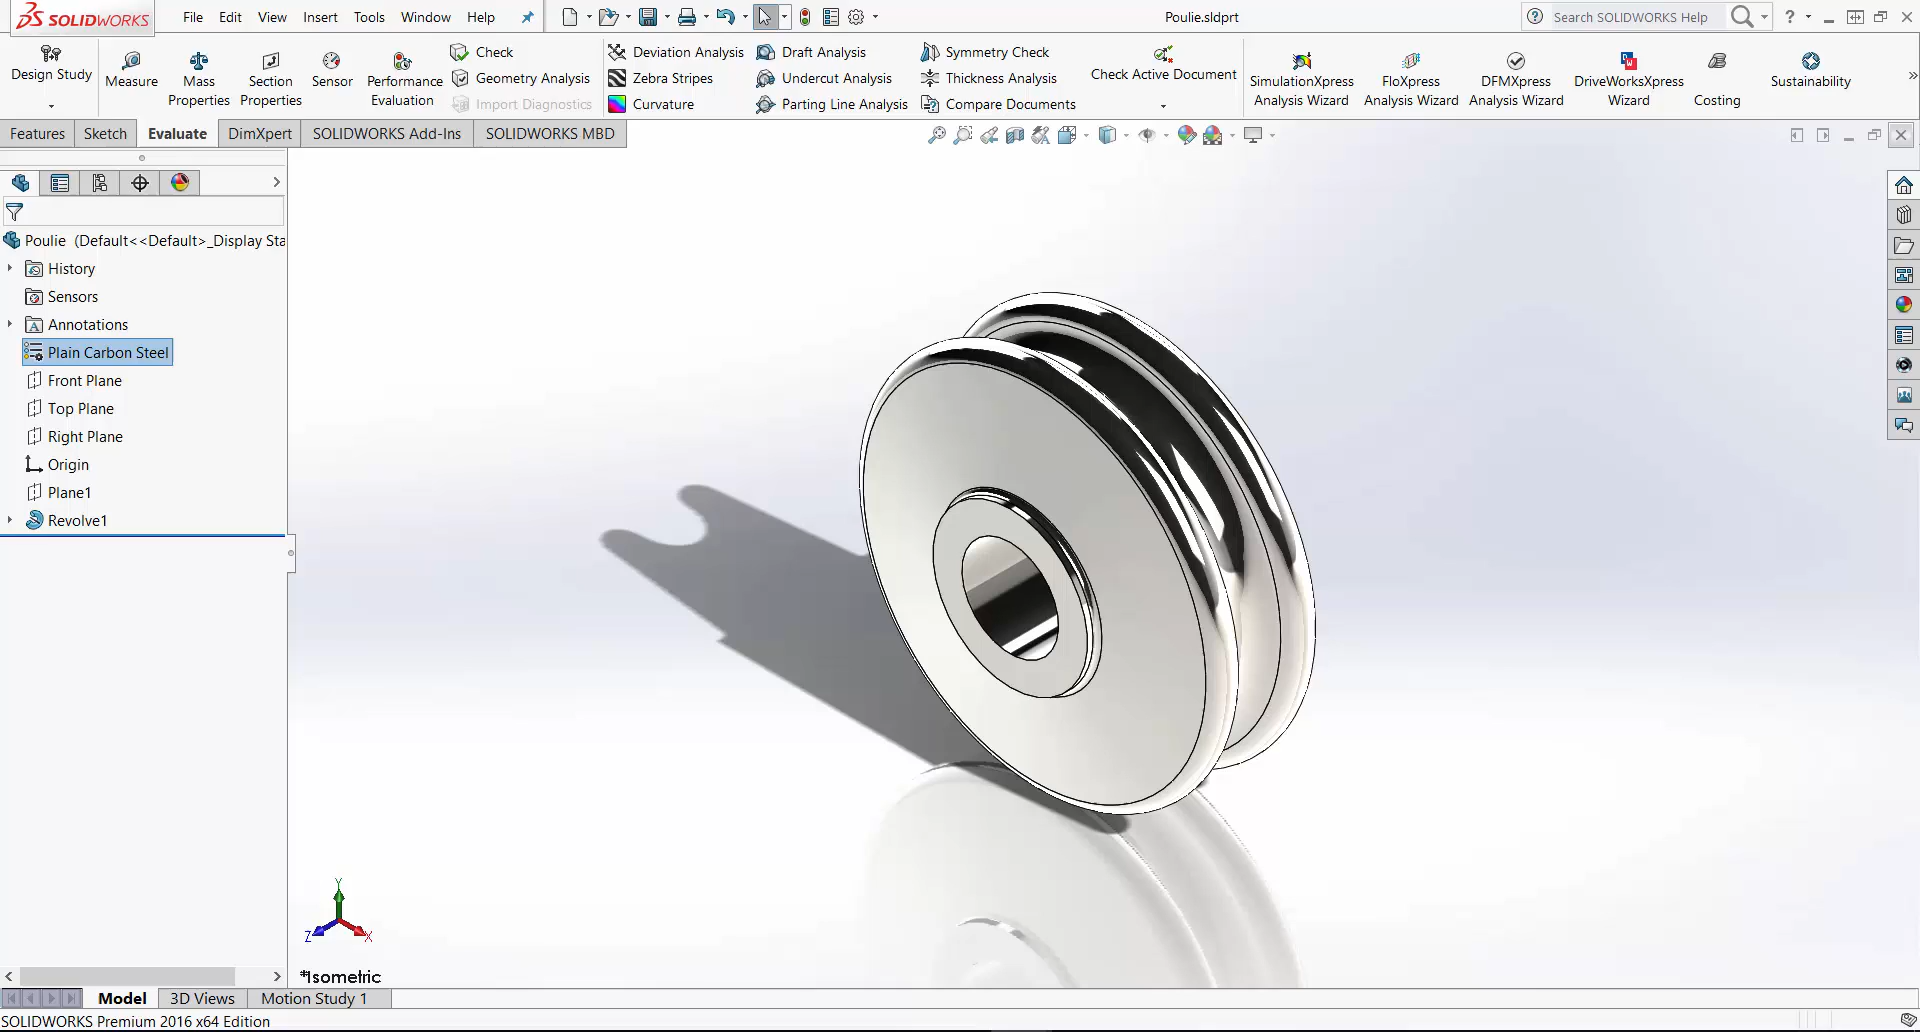 SOLIDWORKS File Edit View Insert Tools Window Help Poulie.sldprt Search SOLIDWORKS Help ?
Design Study
Measure
Mass Properties
Section Properties
Sensor
Performance Evaluation
Check
Geometry Analysis
Import Diagnostics
Deviation Analysis
Zebra Stripes
Curvature
Draft Analysis
Undercut Analysis
Parting Line Analysis
Symmetry Check
Thickness Analysis
Compare Documents
Check Active Document
SimulationXpress Analysis Wizard
FloXpress Analysis Wizard
DFMXpress Analysis Wizard
DriveWorksXpress Wizard
Costing
Sustainability
Features Sketch Evaluate DimXpert SOLIDWORKS Add-Ins SOLIDWORKS MBD
Poulie (Default<<Default>_Display Sta
History
Sensors
Annotations
Plain Carbon Steel
Front Plane
Top Plane
Right Plane
Origin
Plane1
Revolve1
Y
Z X
*Isometric
Model 3D Views Motion Study 1
SOLIDWORKS Premium 2016 x64 Edition